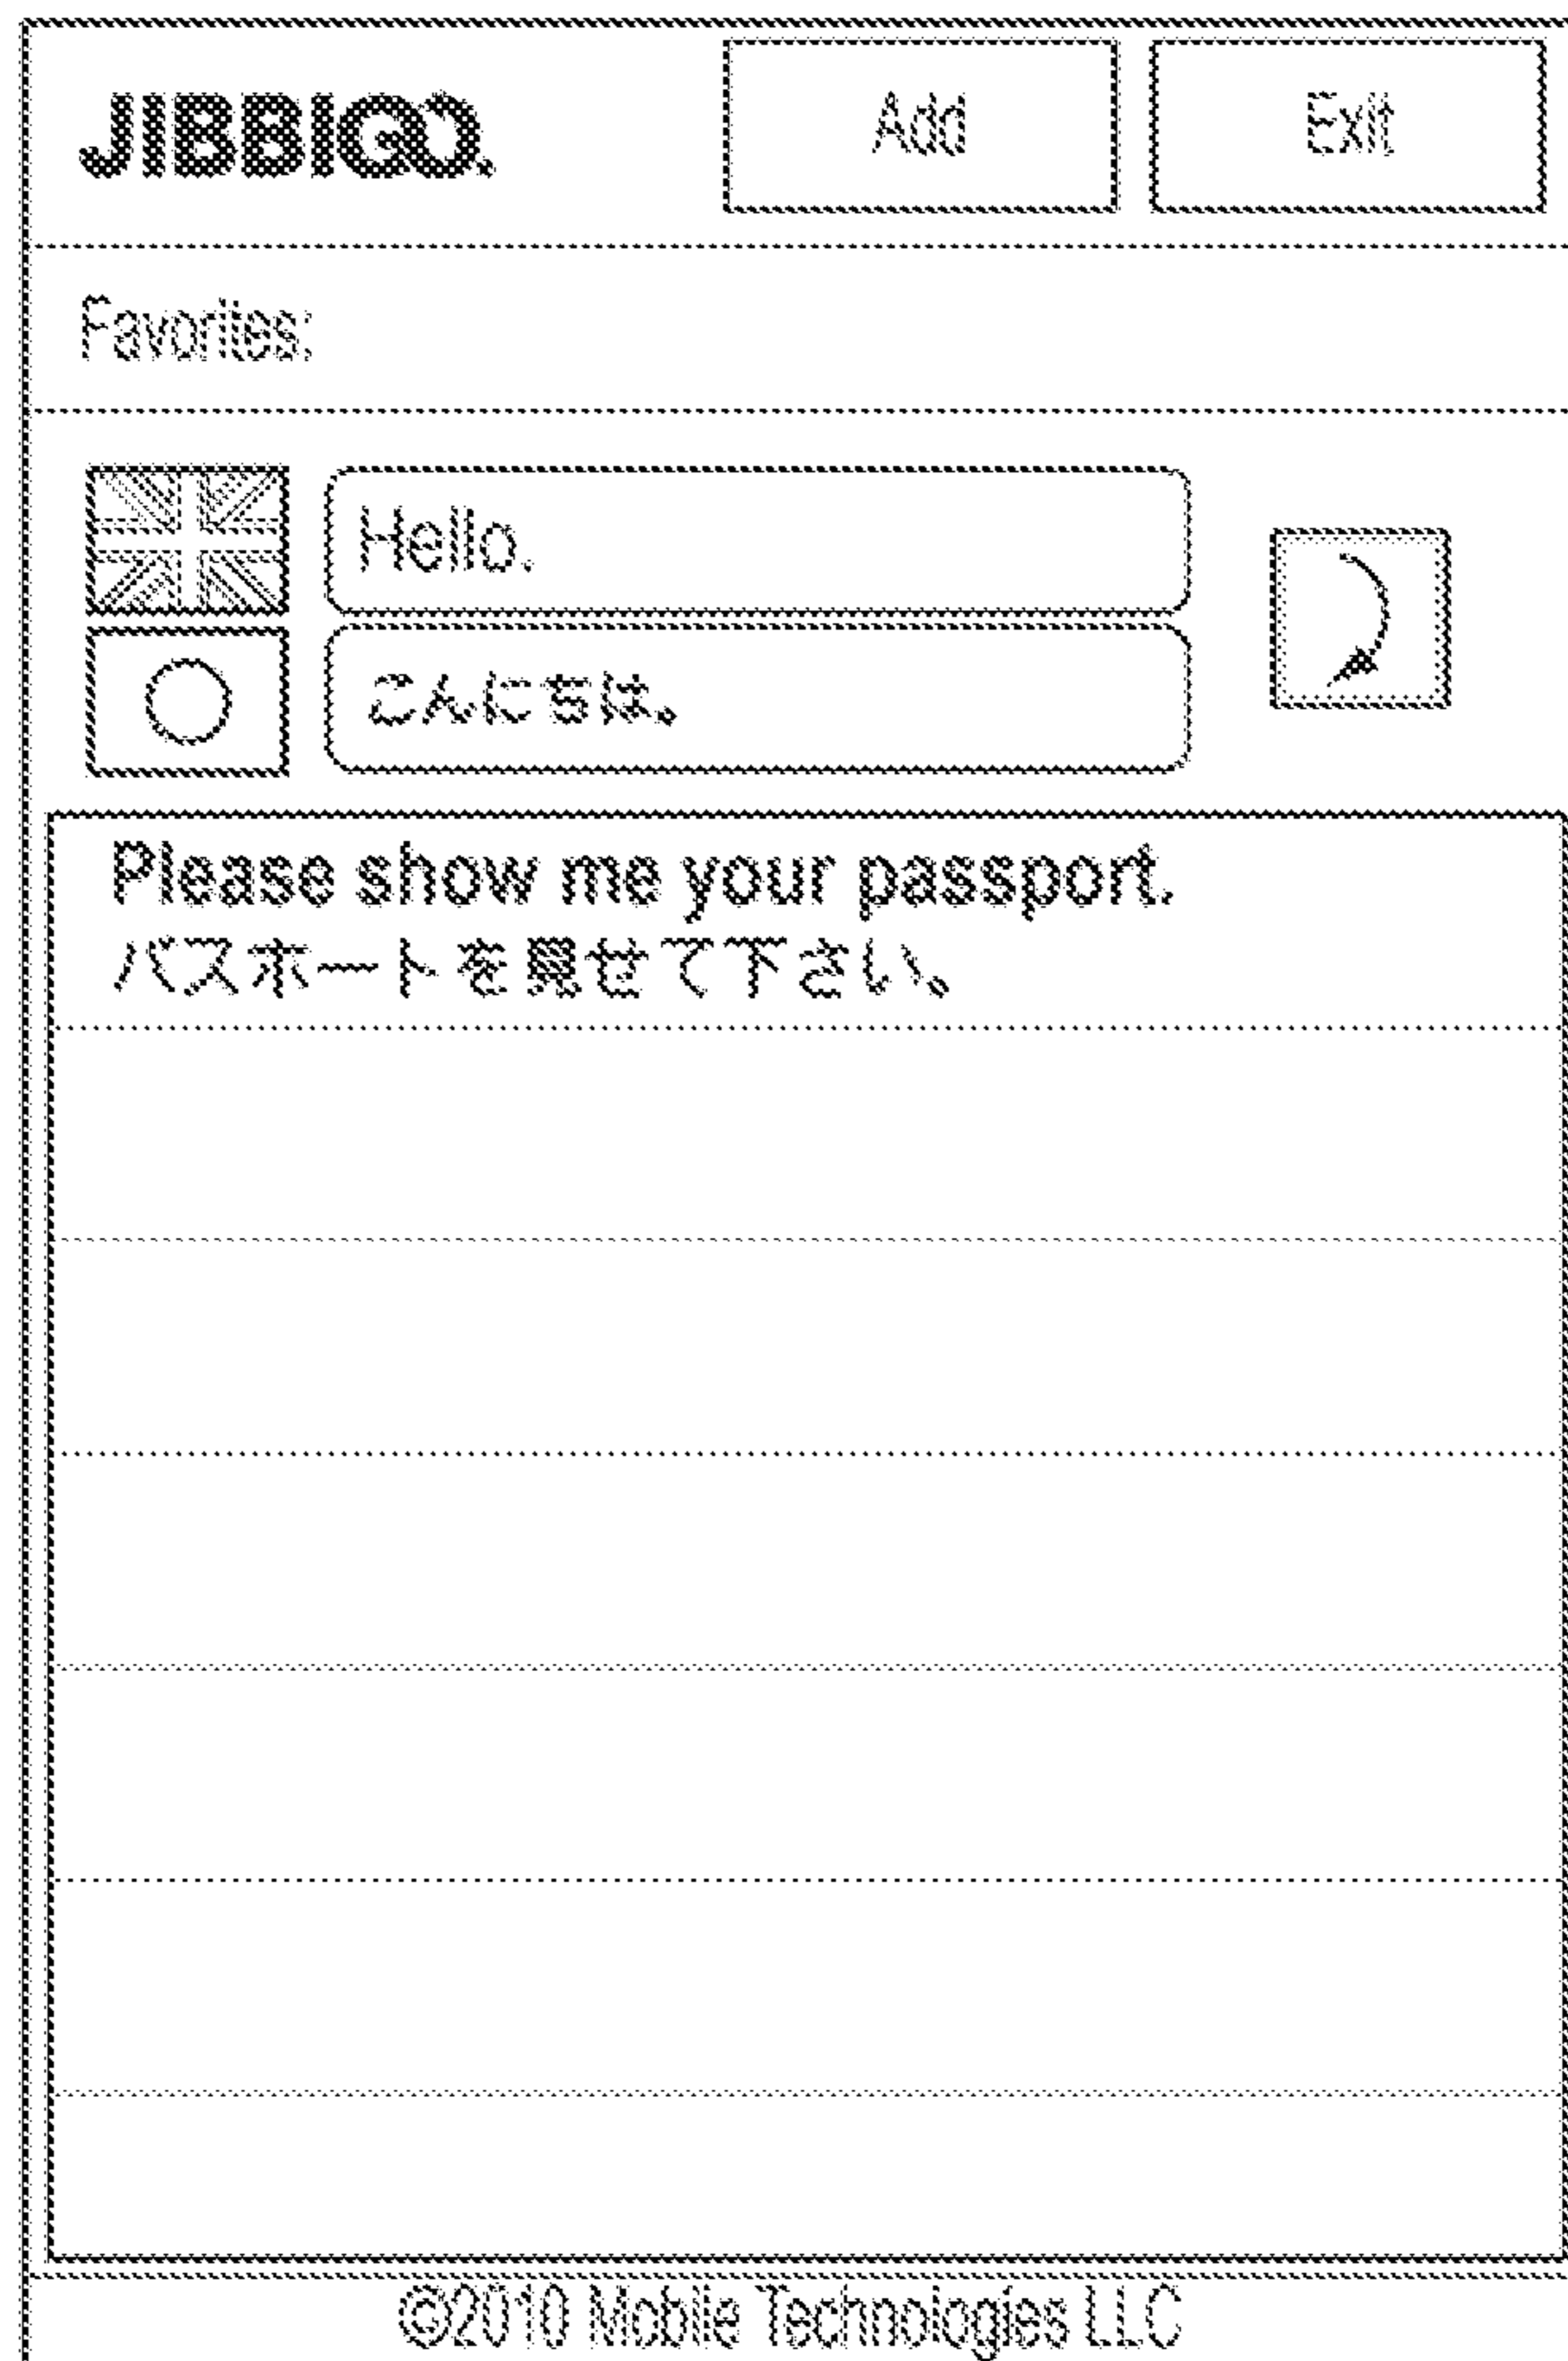 JIBBIGO.
Add
Exit
Favorites:
Hello.
こんにちは。
Please show me your passport.
パスポートを見せて下さい。
©2010 Mobile Technologies LLC